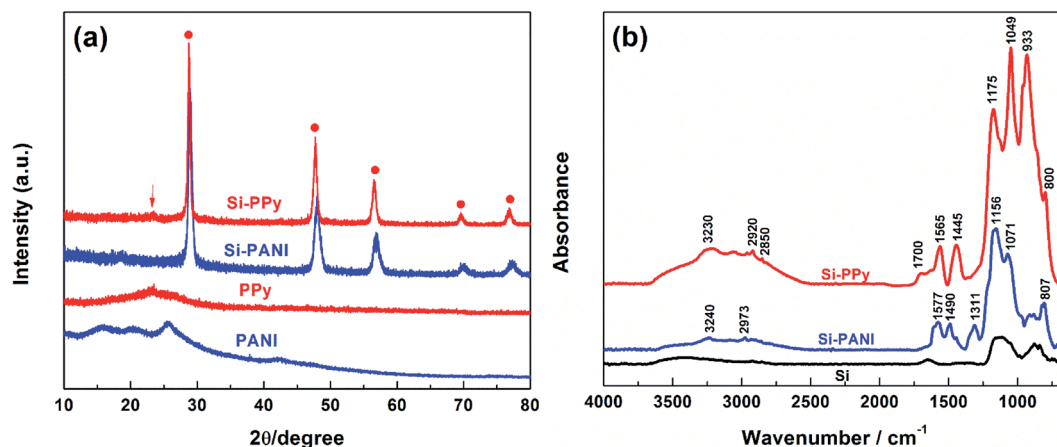 (a)
Intensity (a.u.)
Si-PPy
Si-PANI
PPy
PANI
10 20 30 40 50 60 70 80
2θ/degree
(b)
Absorbance
1049
933
1175
800
3230
2920
2850
1700
1565
1445
1156
1071
Si-PPy
3240
2973
1577
1490
1311
807
Si-PANI
Si
4000 3500 3000 2500 2000 1500 1000
Wavenumber / cm⁻¹